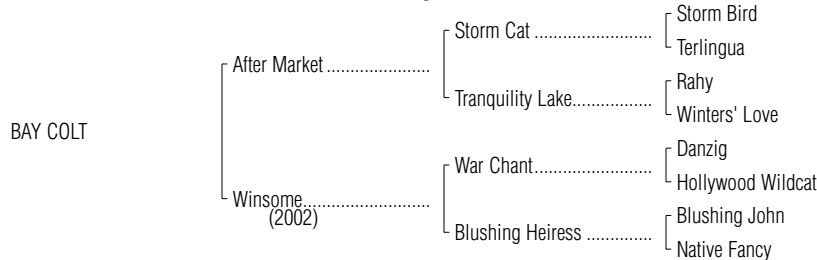 Storm Bird
Storm Cat ........................
Terlingua
After Market ......................
Rahy
Tranquility Lake.................
Winters' Love
BAY COLT
Danzig
War Chant.........................
Hollywood Wildcat
Winsome...........................
(2002)
Blushing John
Blushing Heiress ..............
Native Fancy